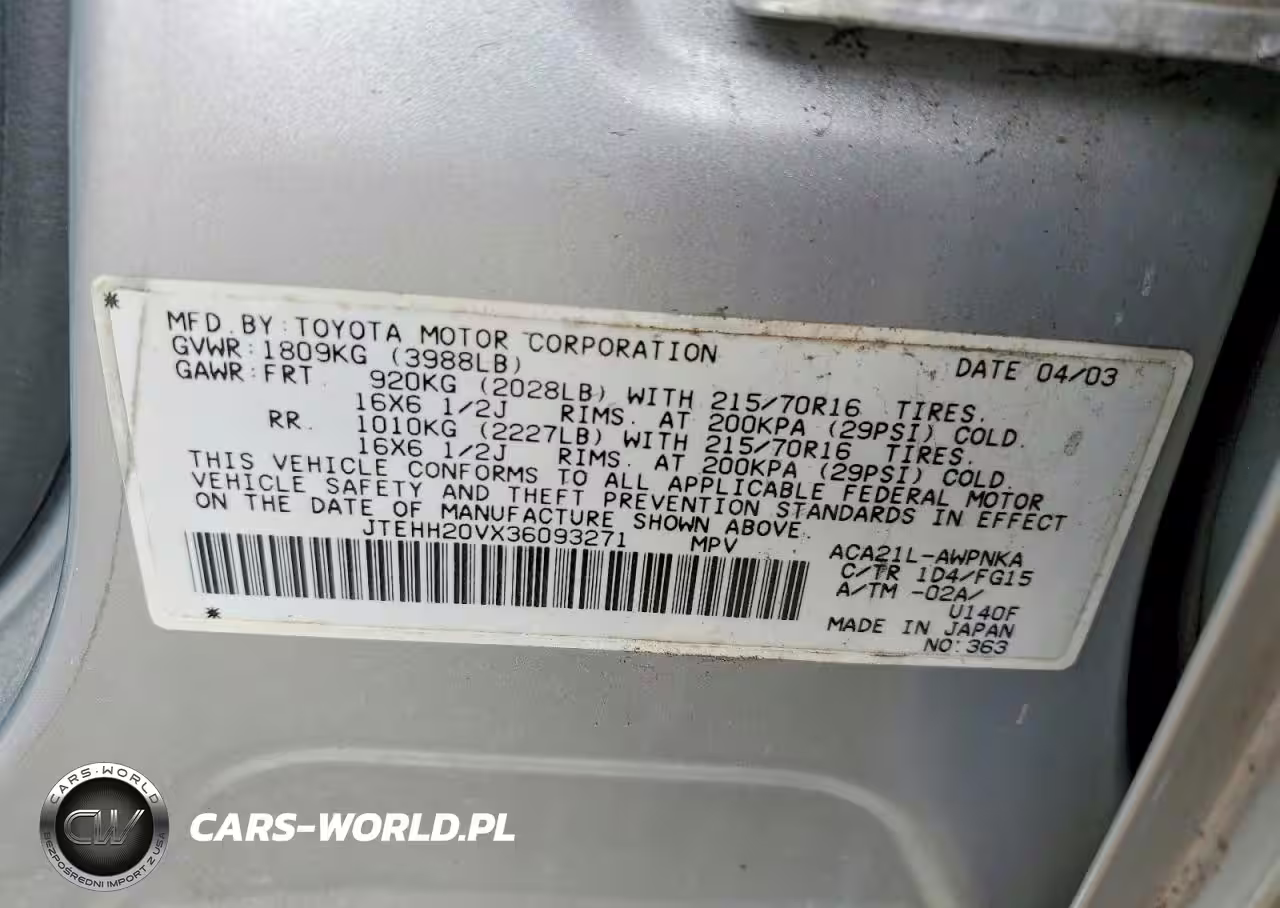 *
MFD. BY: TOYOTA MOTOR CORPORATION DATE 04/03
GVWR: 1809KG (3988LB)
GAWR: FRT. 920KG (2028LB) WITH 215/70R16 TIRES.
16X6 1/2J RIMS. AT 200KPA (29PSI) COLD.
RR. 1010KG (2227LB) WITH 215/70R16 TIRES.
16X6 1/2J RIMS. AT 200KPA (29PSI) COLD.
THIS VEHICLE CONFORMS TO ALL APPLICABLE FEDERAL MOTOR
VEHICLE SAFETY AND THEFT PREVENTION STANDARDS IN EFFECT
ON THE DATE OF MANUFACTURE SHOWN ABOVE.
JTEHH20VX36093271 MPV
ACA21L-AWPNKA
C/TR 1D4/FG15
A/TM -02A/
U140F
MADE IN JAPAN
NO: 363
*
CARS-WORLD
CW
BEZPOŚREDNI IMPORT Z USA
CARS-WORLD.PL